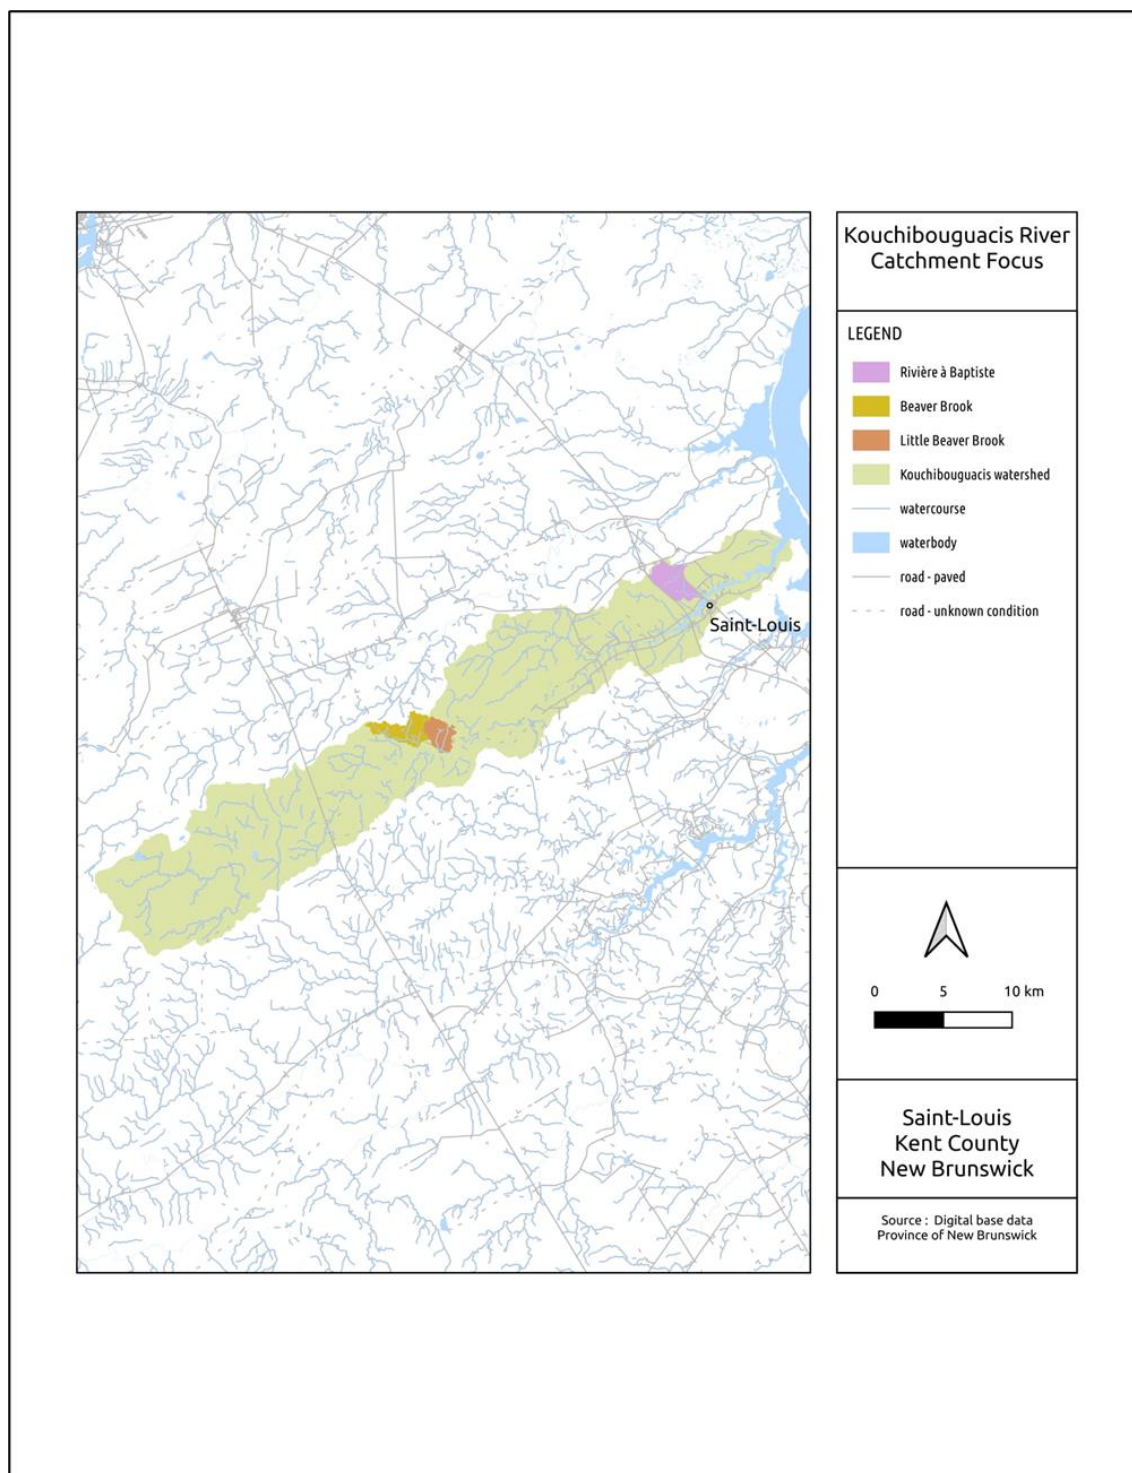 Kouchibouguacis River
Catchment Focus
LEGEND
Rivière à Baptiste
Beaver Brook
Little Beaver Brook
Kouchibouguacis watershed
watercourse
waterbody
road - paved
road - unknown condition
Saint-Louis
0 5 10 km
Saint-Louis
Kent County
New Brunswick
Source : Digital base data
Province of New Brunswick